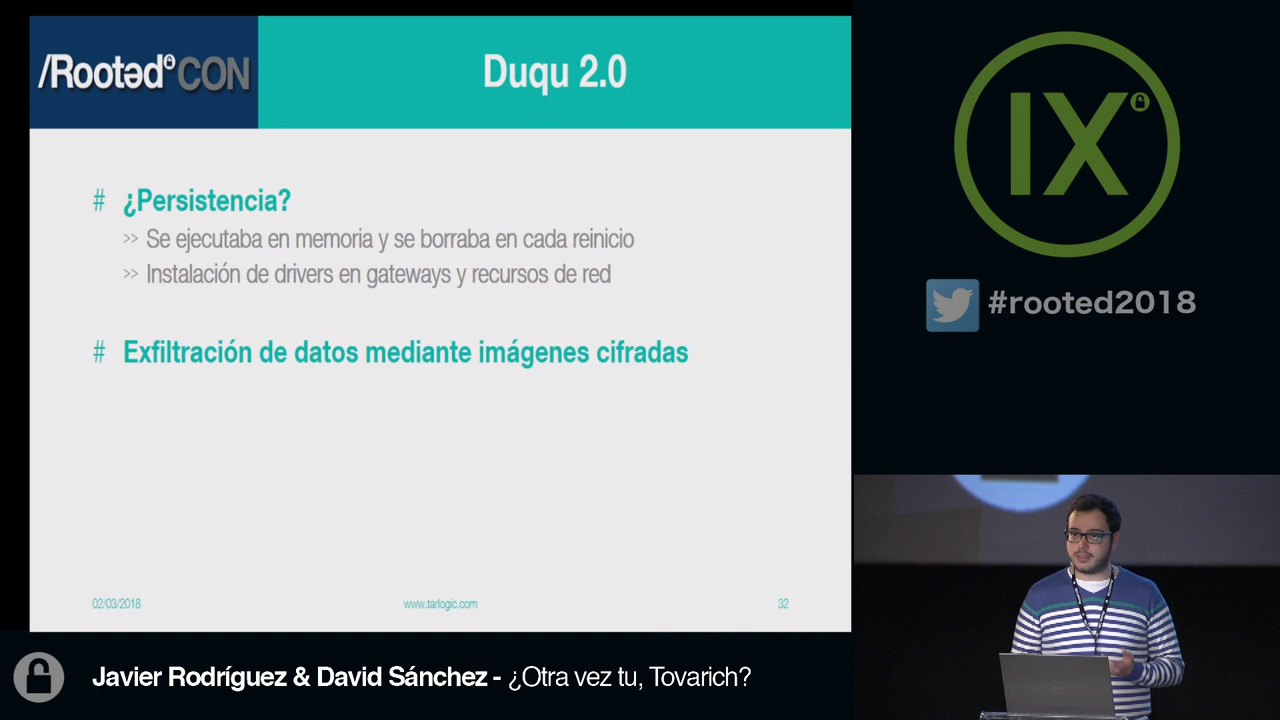 /Rootəd CON
Duqu 2.0
# ¿Persistencia?
>> Se ejecutaba en memoria y se borraba en cada reinicio
>> Instalación de drivers en gateways y recursos de red
# Exfiltración de datos mediante imágenes cifradas
02/03/2018 www.tarlogic.com 32
IX
#rooted2018
Javier Rodríguez & David Sánchez - ¿Otra vez tu, Tovarich?